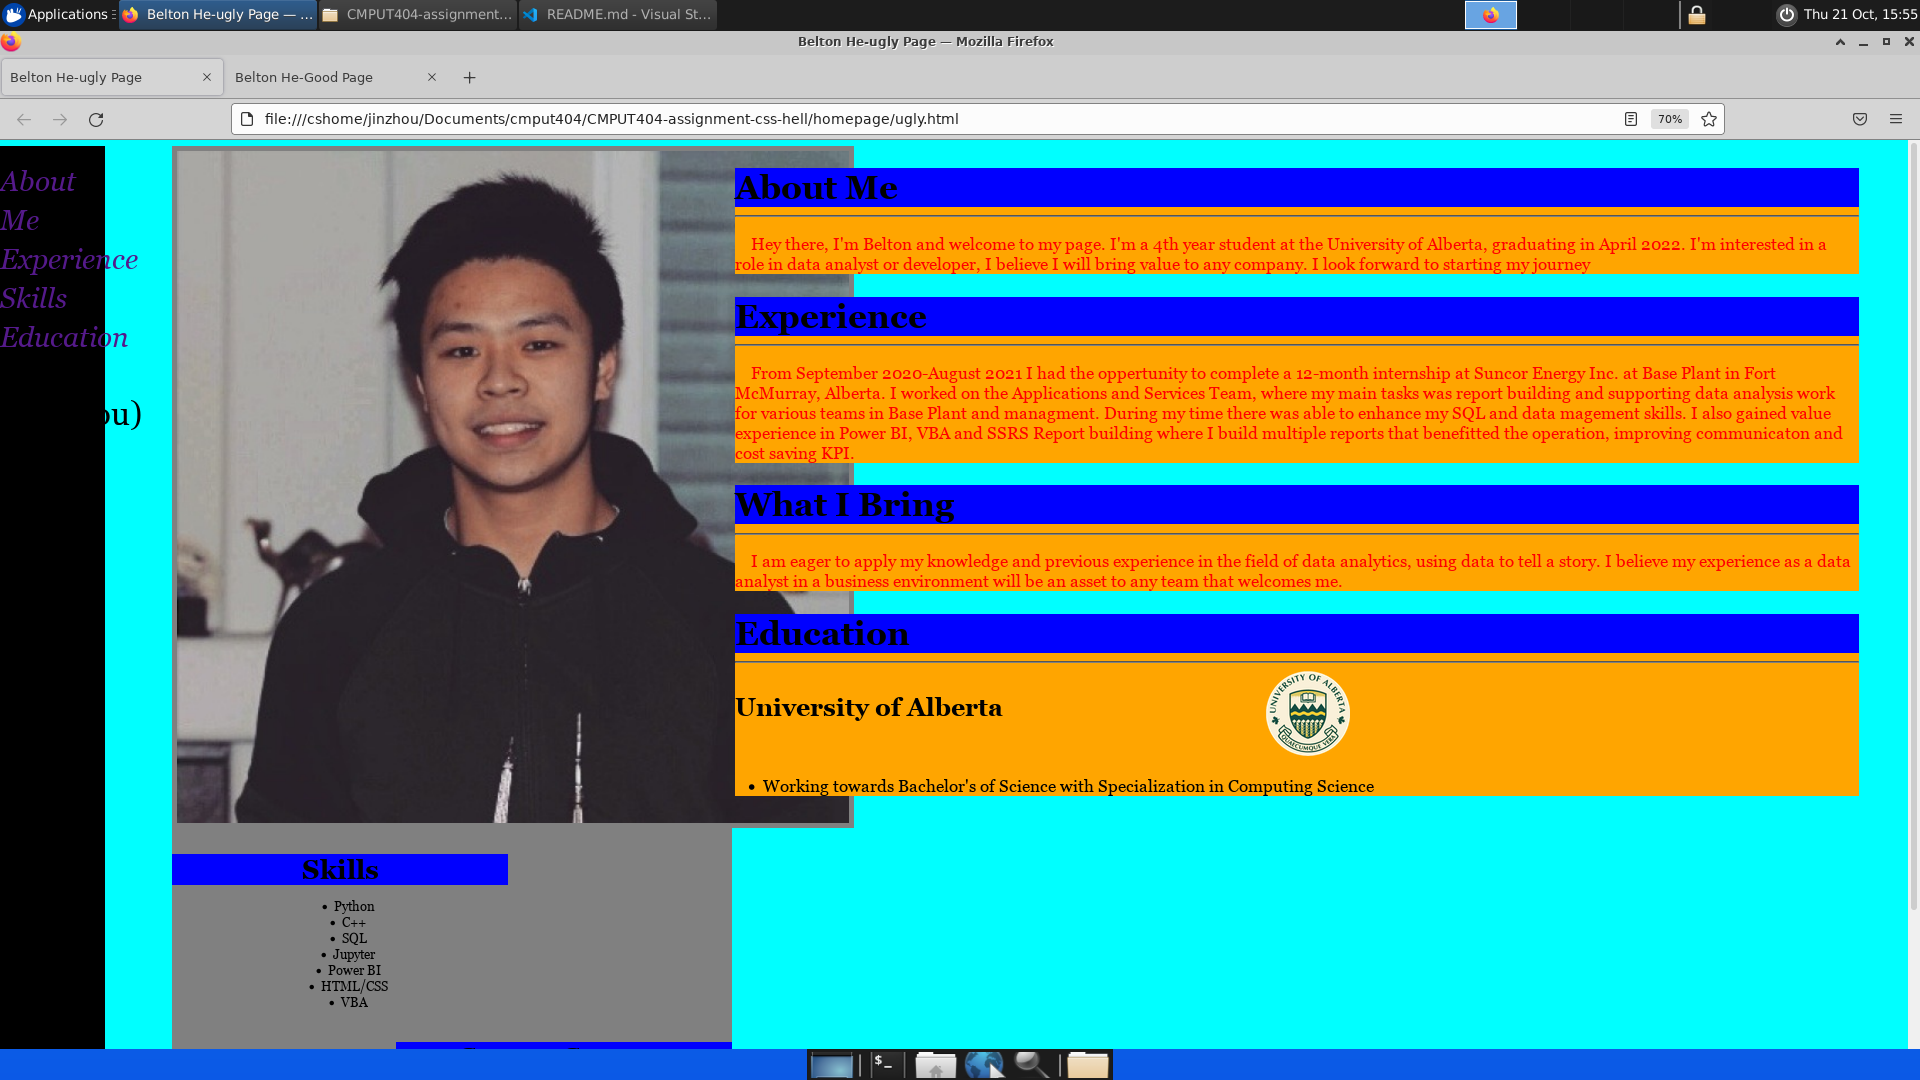 Applications
Belton He-ugly Page — ...
CMPUT404-assignment...
README.md - Visual St...
Thu 21 Oct, 15:55
Belton He-ugly Page — Mozilla Firefox
Belton He-ugly Page
Belton He-Good Page
file:///cshome/jinzhou/Documents/cmput404/CMPUT404-assignment-css-hell/homepage/ugly.html
70%
About
Me
Experience
Skills
Education
ou)
About Me
Hey there, I'm Belton and welcome to my page. I'm a 4th year student at the University of Alberta, graduating in April 2022. I'm interested in a
role in data analyst or developer, I believe I will bring value to any company. I look forward to starting my journey
Experience
From September 2020-August 2021 I had the oppertunity to complete a 12-month internship at Suncor Energy Inc. at Base Plant in Fort
McMurray, Alberta. I worked on the Applications and Services Team, where my main tasks was report building and supporting data analysis work
for various teams in Base Plant and managment. During my time there was able to enhance my SQL and data magement skills. I also gained value
experience in Power BI, VBA and SSRS Report building where I build multiple reports that benefitted the operation, improving communicaton and
cost saving KPI.
What I Bring
I am eager to apply my knowledge and previous experience in the field of data analytics, using data to tell a story. I believe my experience as a data
analyst in a business environment will be an asset to any team that welcomes me.
Education
University of Alberta
UNIVERSITY OF ALBERTA
QUAECUMQUE VERA
• Working towards Bachelor's of Science with Specialization in Computing Science
Skills
• Python
• C++
• SQL
• Jupyter
• Power BI
• HTML/CSS
• VBA
$_